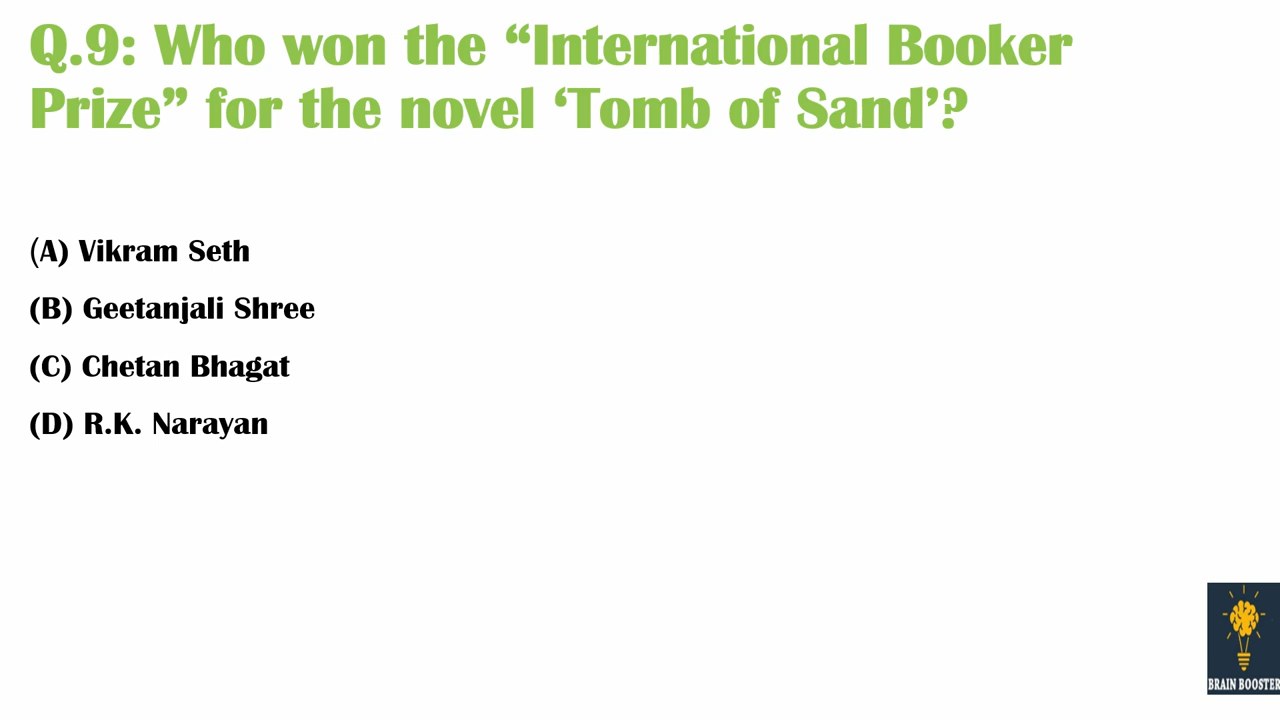 Q.9: Who won the “International Booker
Prize” for the novel ‘Tomb of Sand’?
(A) Vikram Seth
(B) Geetanjali Shree
(C) Chetan Bhagat
(D) R.K. Narayan
BRAIN BOOSTER